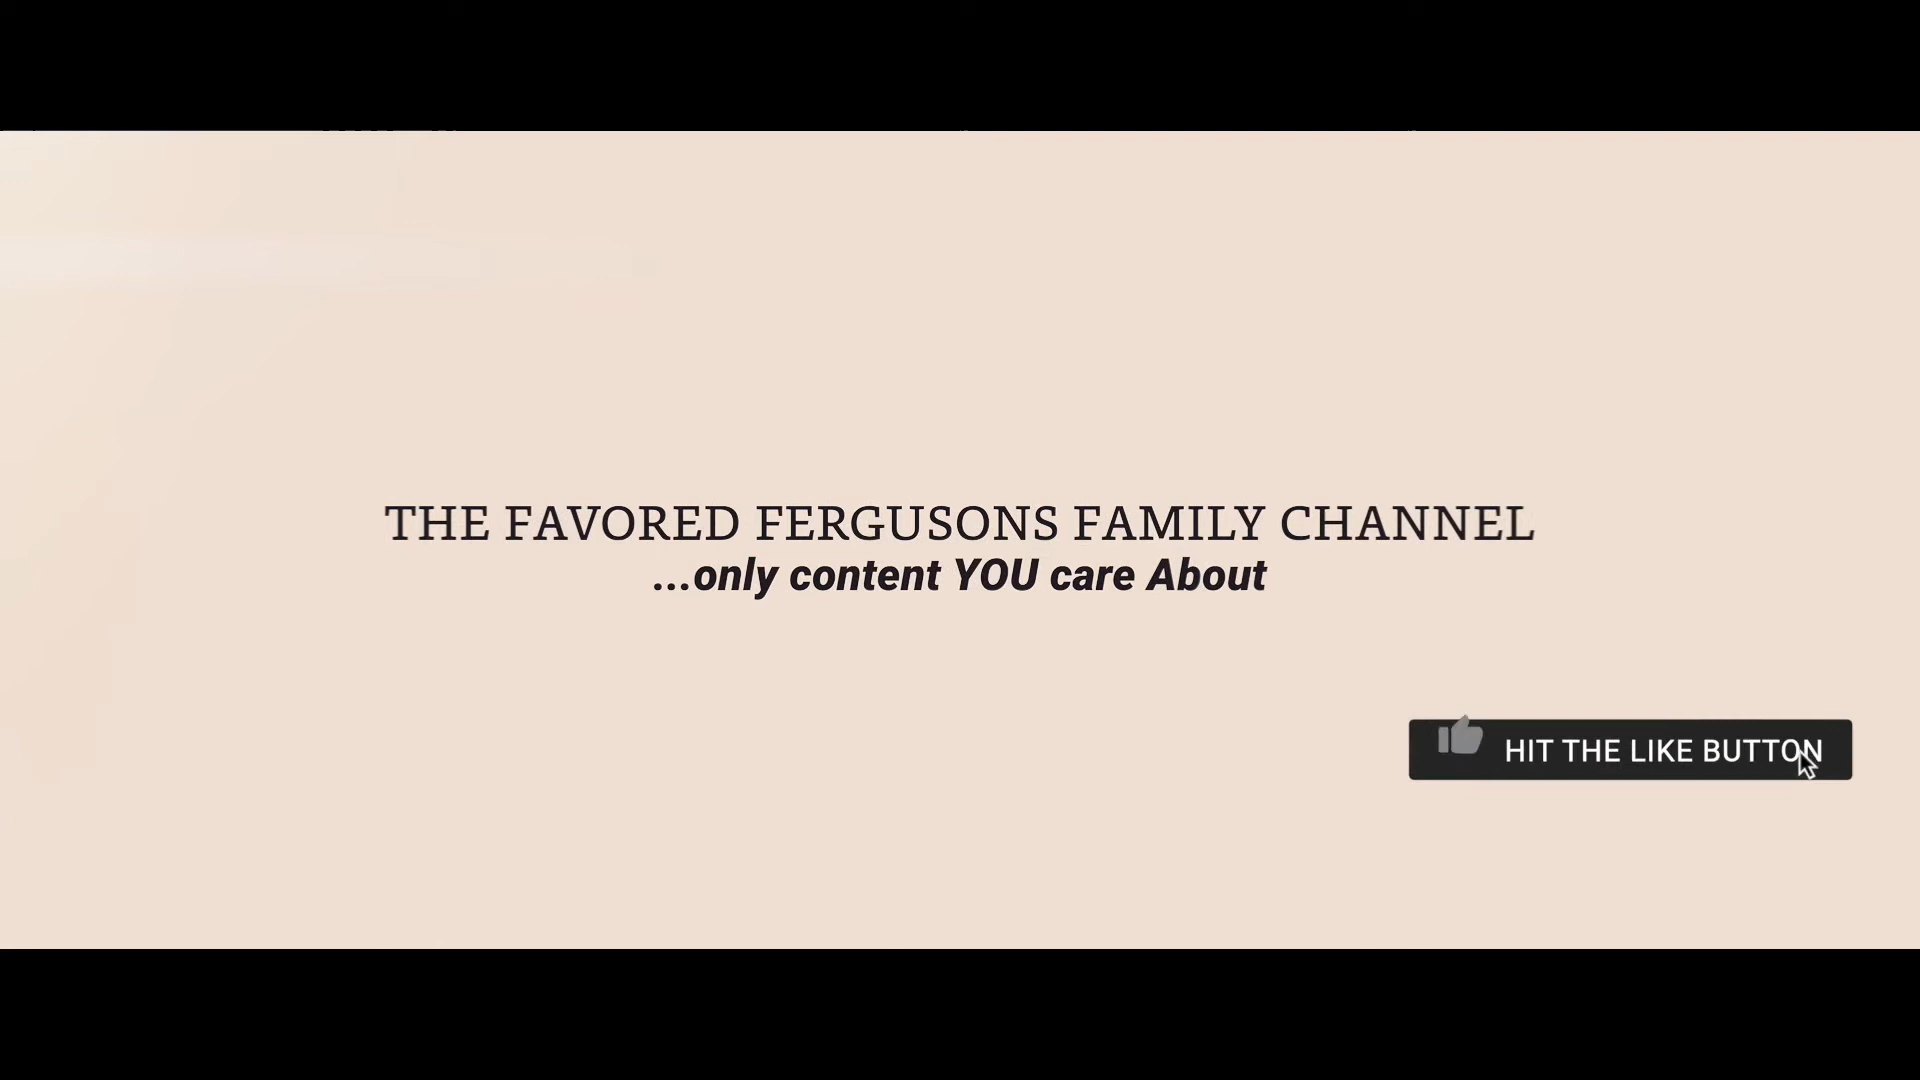 THE FAVORED FERGUSONS FAMILY CHANNEL
...only content YOU care About
HIT THE LIKE BUTTON